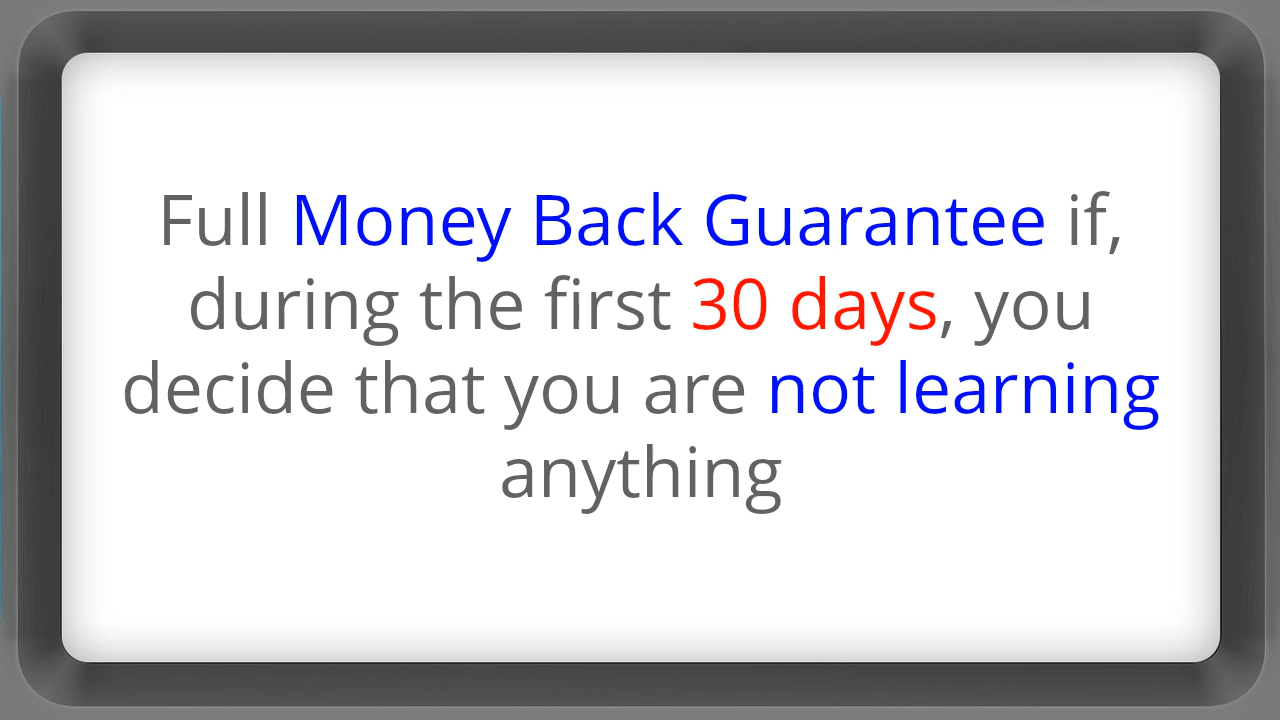 Full Money Back Guarantee if,
during the first 30 days, you
decide that you are not learning
anything